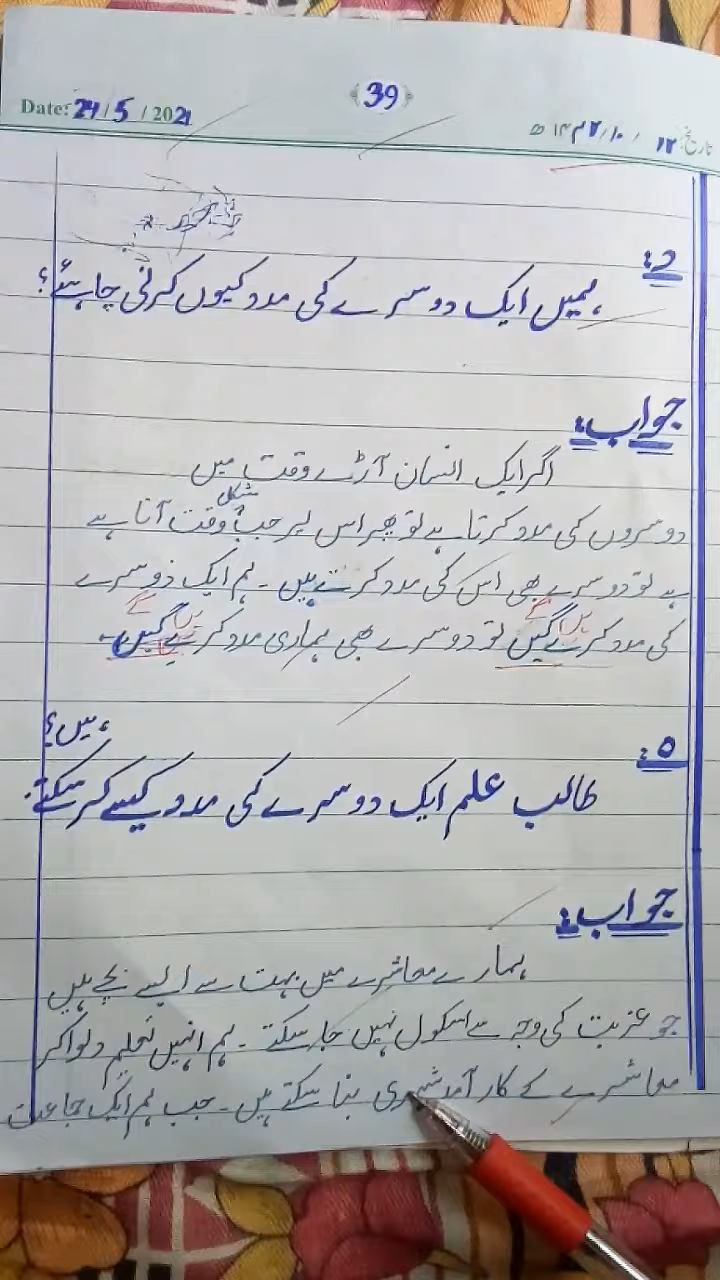 (39)
Date: 24/5/2021
تاریخ: ۱۲/۱۰/۱۴۴۲ھ
د:
ہمیں ایک دوسرے کی مدد کیوں کرنی چاہئے؟
جواب:
اگر ایک انسان آڑے وقت میں
دوسروں کی مدد کرتا ہے تو پھر اس پر جب مشکل وقت آتا ہے
ہے تو دوسرے بھی اس کی مدد کرتے ہیں ۔ ہم ایک دوسرے
کی مدد کریں گے تو دوسرے بھی ہماری مدد کریں گے۔
ہ:
طالب علم ایک دوسرے کی مدد کیسے کر سکتے
ہیں؟
جواب:
ہمارے معاشرے میں بہت سے ایسے بچے ہیں
جو غربت کی وجہ سے اسکول نہیں جا سکتے ۔ ہم انہیں تعلیم دلوا کر
معاشرے کے کار آمد شہری بنا سکتے ہیں ۔ جب ہم ایک جماعت